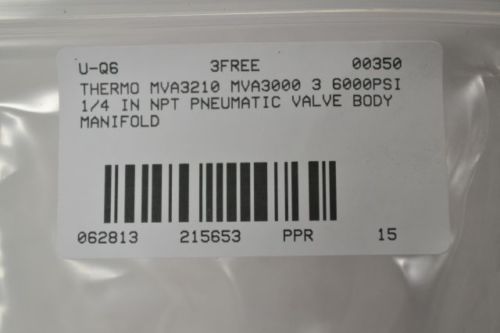 U-Q6 3FREE 00350
THERMO MVA3210 MVA3000 3 6000PSI
1/4 IN NPT PNEUMATIC VALVE BODY
MANIFOLD
062813 215653 PPR 15